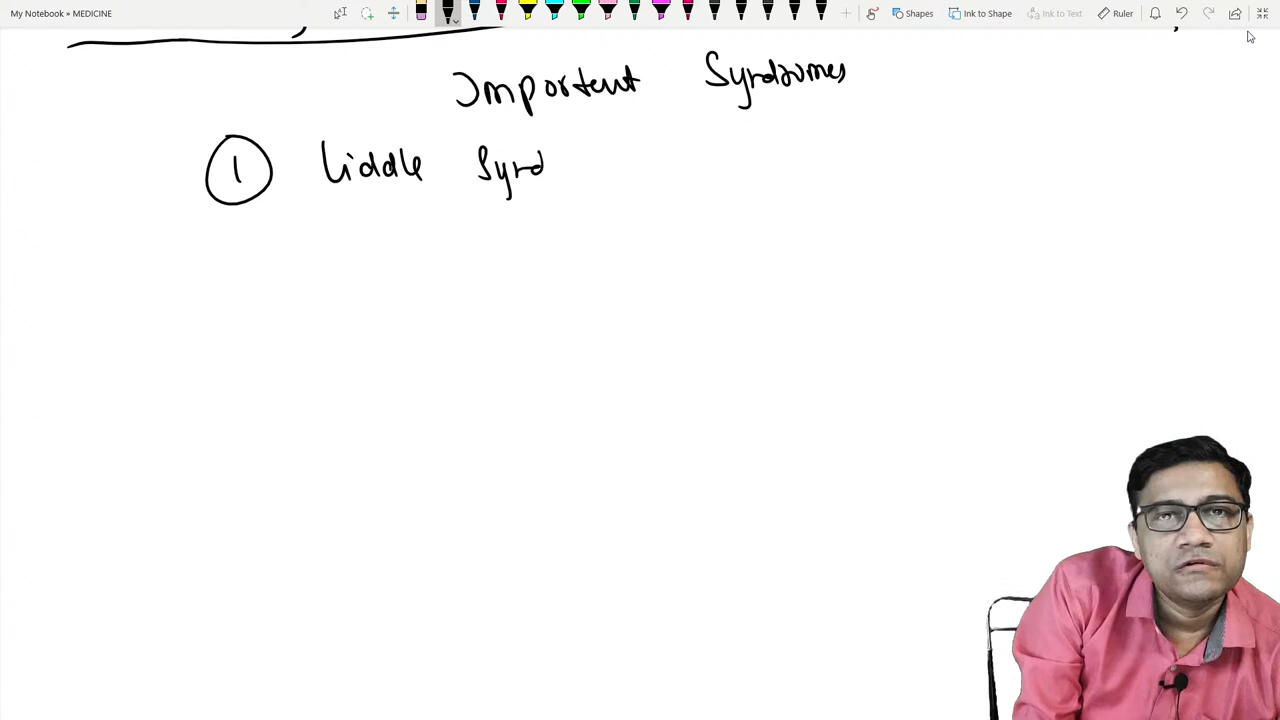 My Notebook » MEDICINE
Shapes Ink to Shape Ink to Text Ruler
Importent Syndromes
1 Liddle Synd